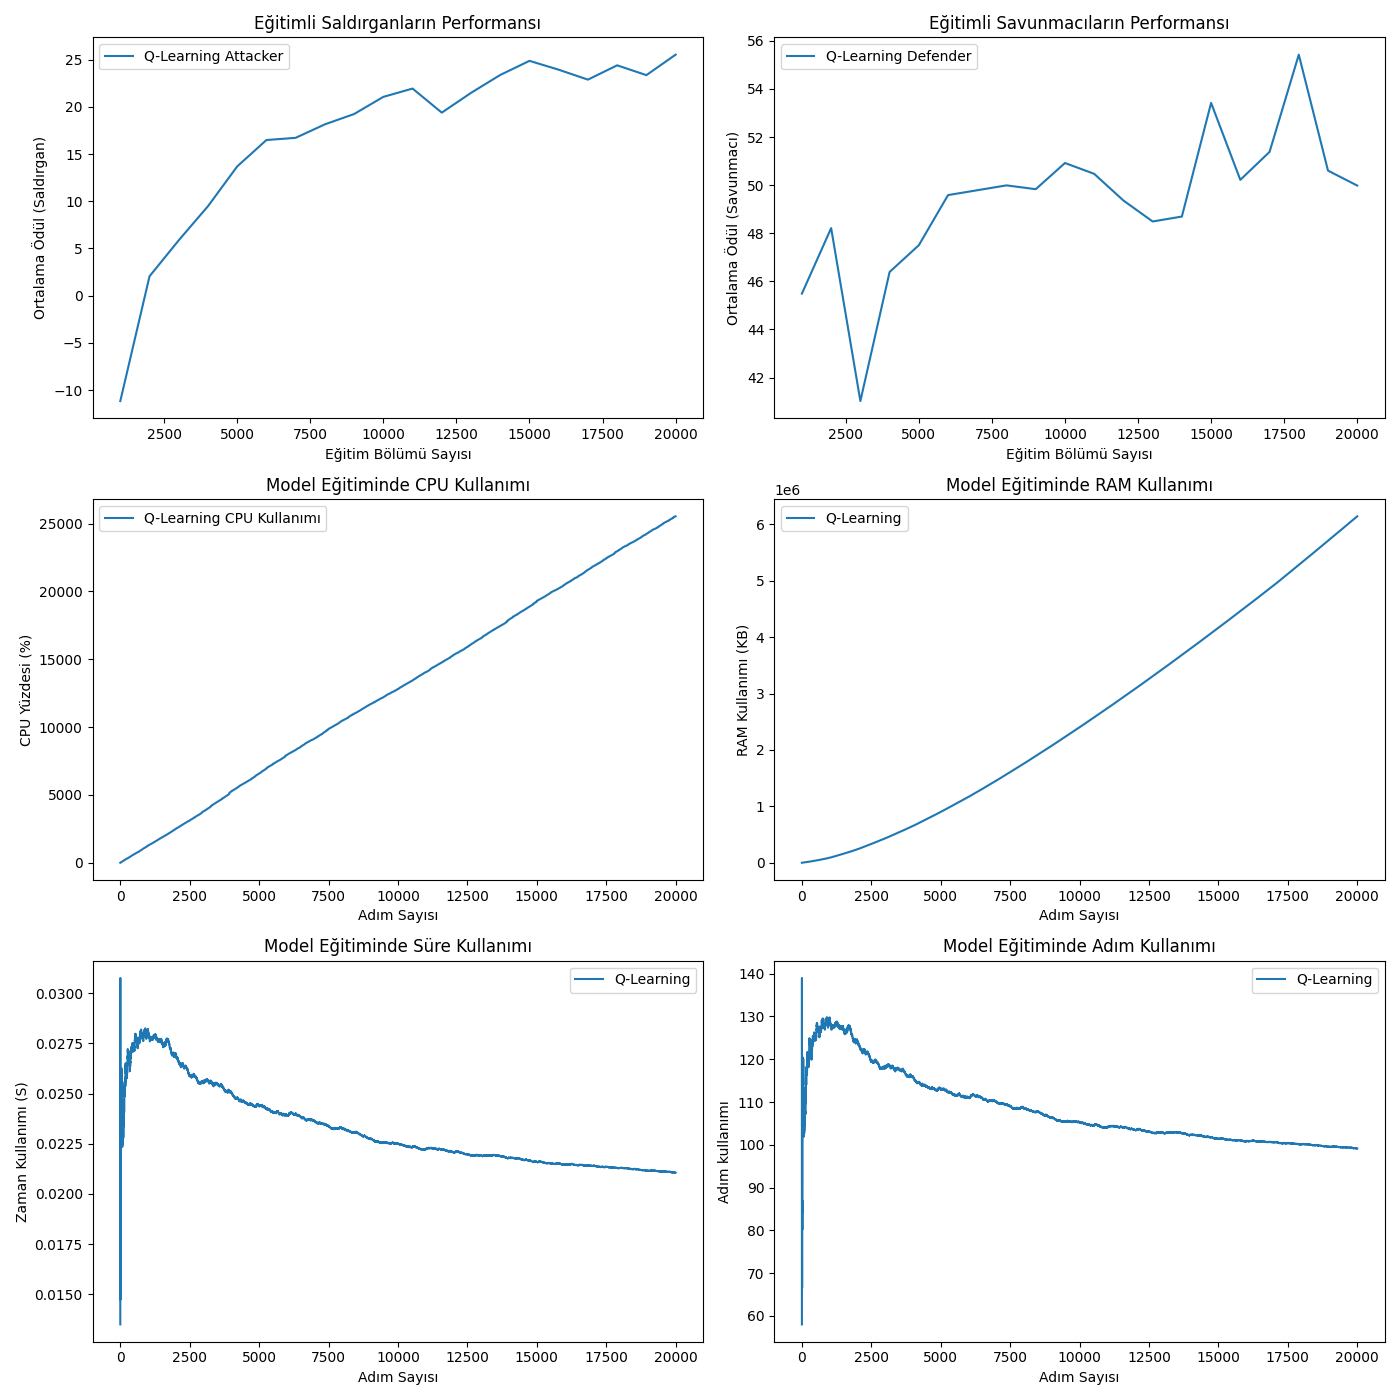 Eğitimli Saldırganların Performansı
Q-Learning Attacker
Ortalama Ödül (Saldırgan)
25
20
15
10
5
0
−5
−10
2500 5000 7500 10000 12500 15000 17500 20000
Eğitim Bölümü Sayısı
Eğitimli Savunmacıların Performansı
Q-Learning Defender
Ortalama Ödül (Savunmacı)
56
54
52
50
48
46
44
42
2500 5000 7500 10000 12500 15000 17500 20000
Eğitim Bölümü Sayısı
Model Eğitiminde CPU Kullanımı
Q-Learning CPU Kullanımı
CPU Yüzdesi (%)
25000
20000
15000
10000
5000
0
0 2500 5000 7500 10000 12500 15000 17500 20000
Adım Sayısı
Model Eğitiminde RAM Kullanımı
1e6
Q-Learning
RAM Kullanımı (KB)
6
5
4
3
2
1
0
0 2500 5000 7500 10000 12500 15000 17500 20000
Adım Sayısı
Model Eğitiminde Süre Kullanımı
Q-Learning
Zaman Kullanımı (S)
0.0300
0.0275
0.0250
0.0225
0.0200
0.0175
0.0150
0 2500 5000 7500 10000 12500 15000 17500 20000
Adım Sayısı
Model Eğitiminde Adım Kullanımı
Q-Learning
Adım kullanımı
140
130
120
110
100
90
80
70
60
0 2500 5000 7500 10000 12500 15000 17500 20000
Adım Sayısı